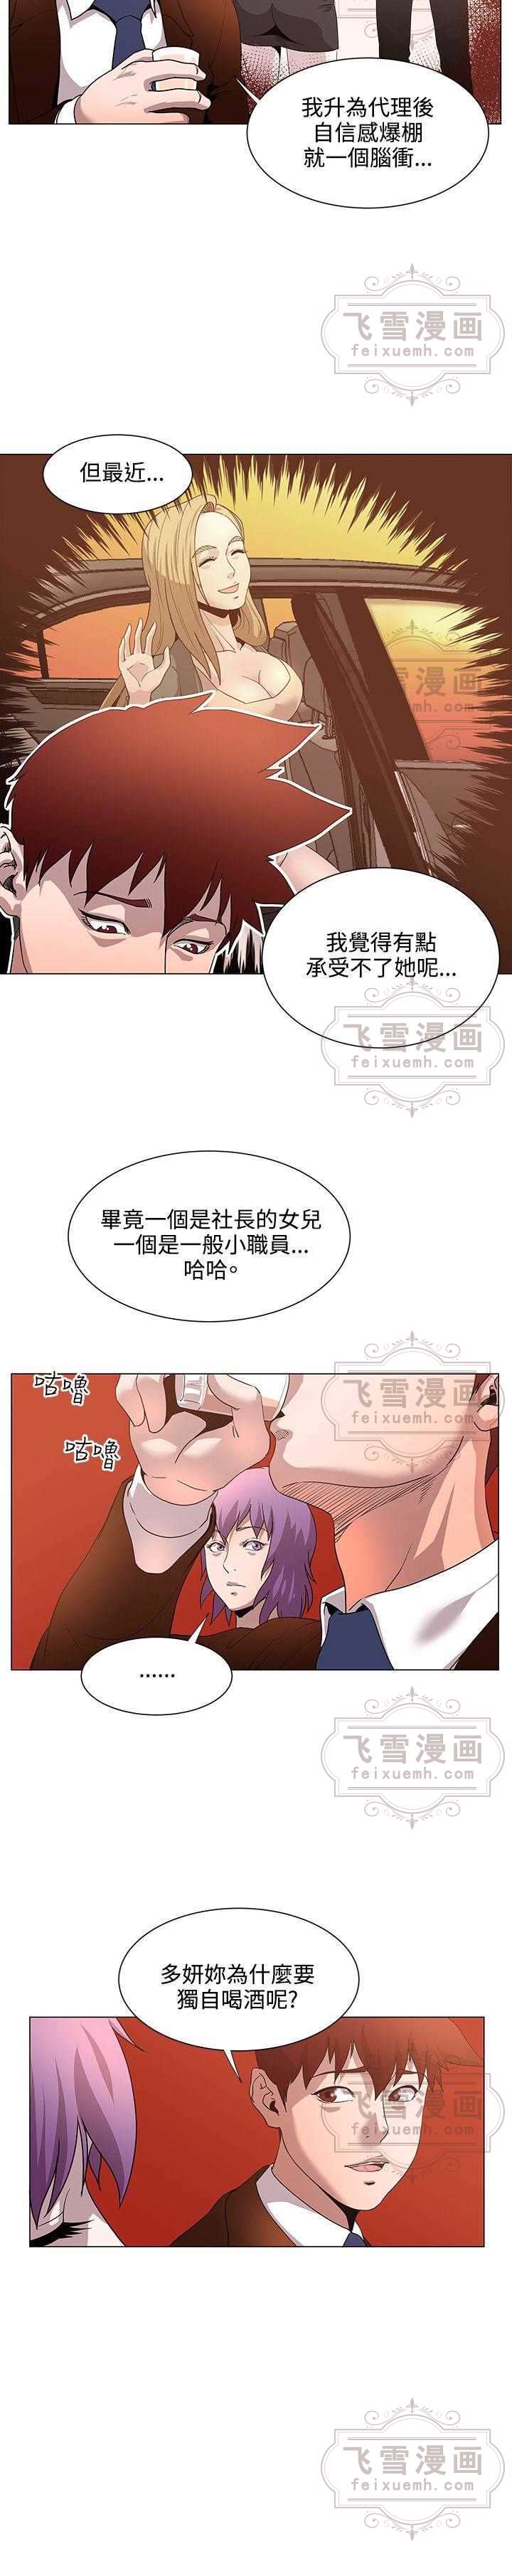 我升為代理後
自信感爆棚
就一個腦衝...
飞雪漫画
feixuemh.com
但最近...
飞雪漫画
我覺得有點
承受不了她呢...
飞雪漫画
feixuemh.com
畢竟一個是社長的女兒
一個是一般小職員...
哈哈。
咕嚕
咕嚕
飞雪漫画
feixuemh.com
......
飞雪漫画
feixuemh.com
多妍妳為什麼要
獨自喝酒呢?
飞雪漫画
feixuemh.com
飞雪漫画
feixuemh.com